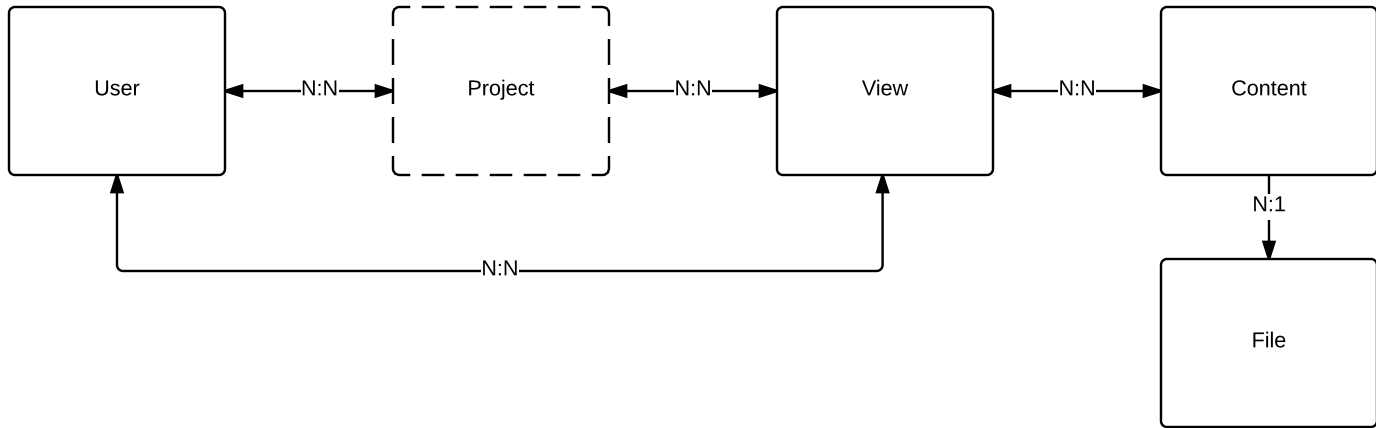 User
N:N
Project
N:N
View
N:N
Content
N:1
N:N
File